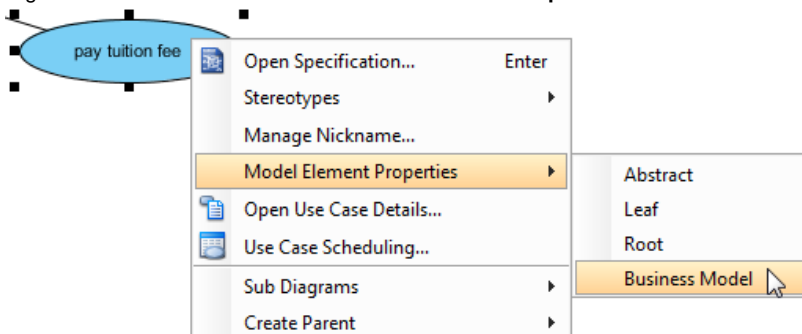 pay tuition fee
Open Specification... Enter
Stereotypes
Manage Nickname...
Model Element Properties
Open Use Case Details...
Use Case Scheduling...
Sub Diagrams
Create Parent
Abstract
Leaf
Root
Business Model